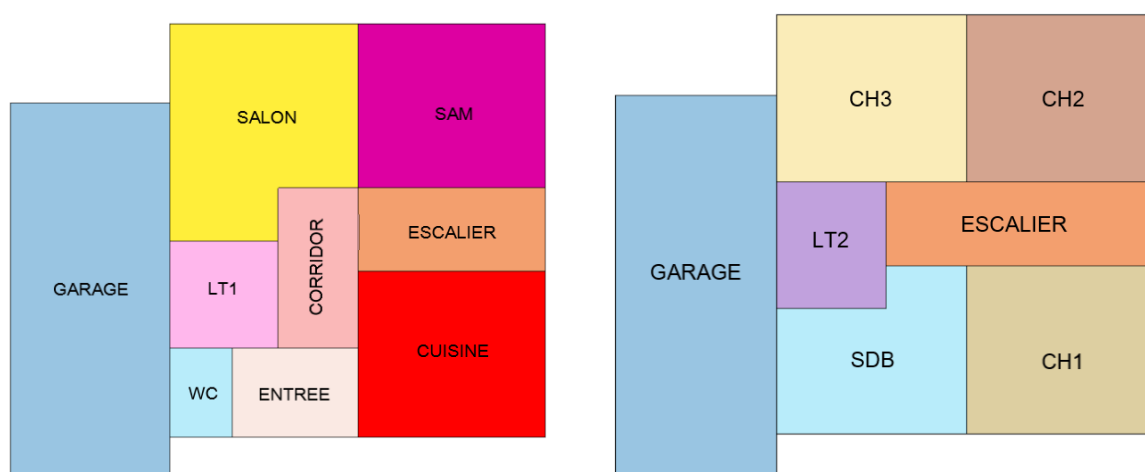 SALON
SAM
CORRIDOR
ESCALIER
GARAGE
LT1
CUISINE
WC
ENTREE
CH3
CH2
LT2
ESCALIER
GARAGE
SDB
CH1